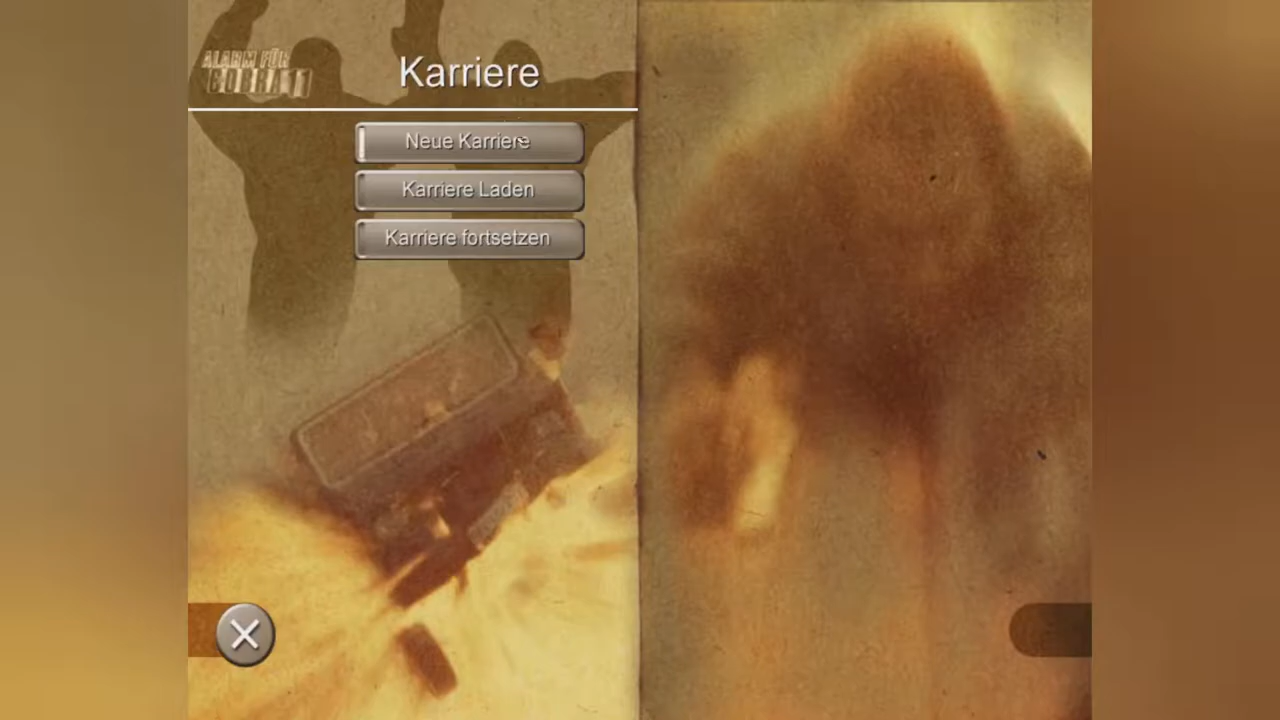 ALARM FÜR
COBRA 11
Karriere
Neue Karriere
Karriere Laden
Karriere fortsetzen